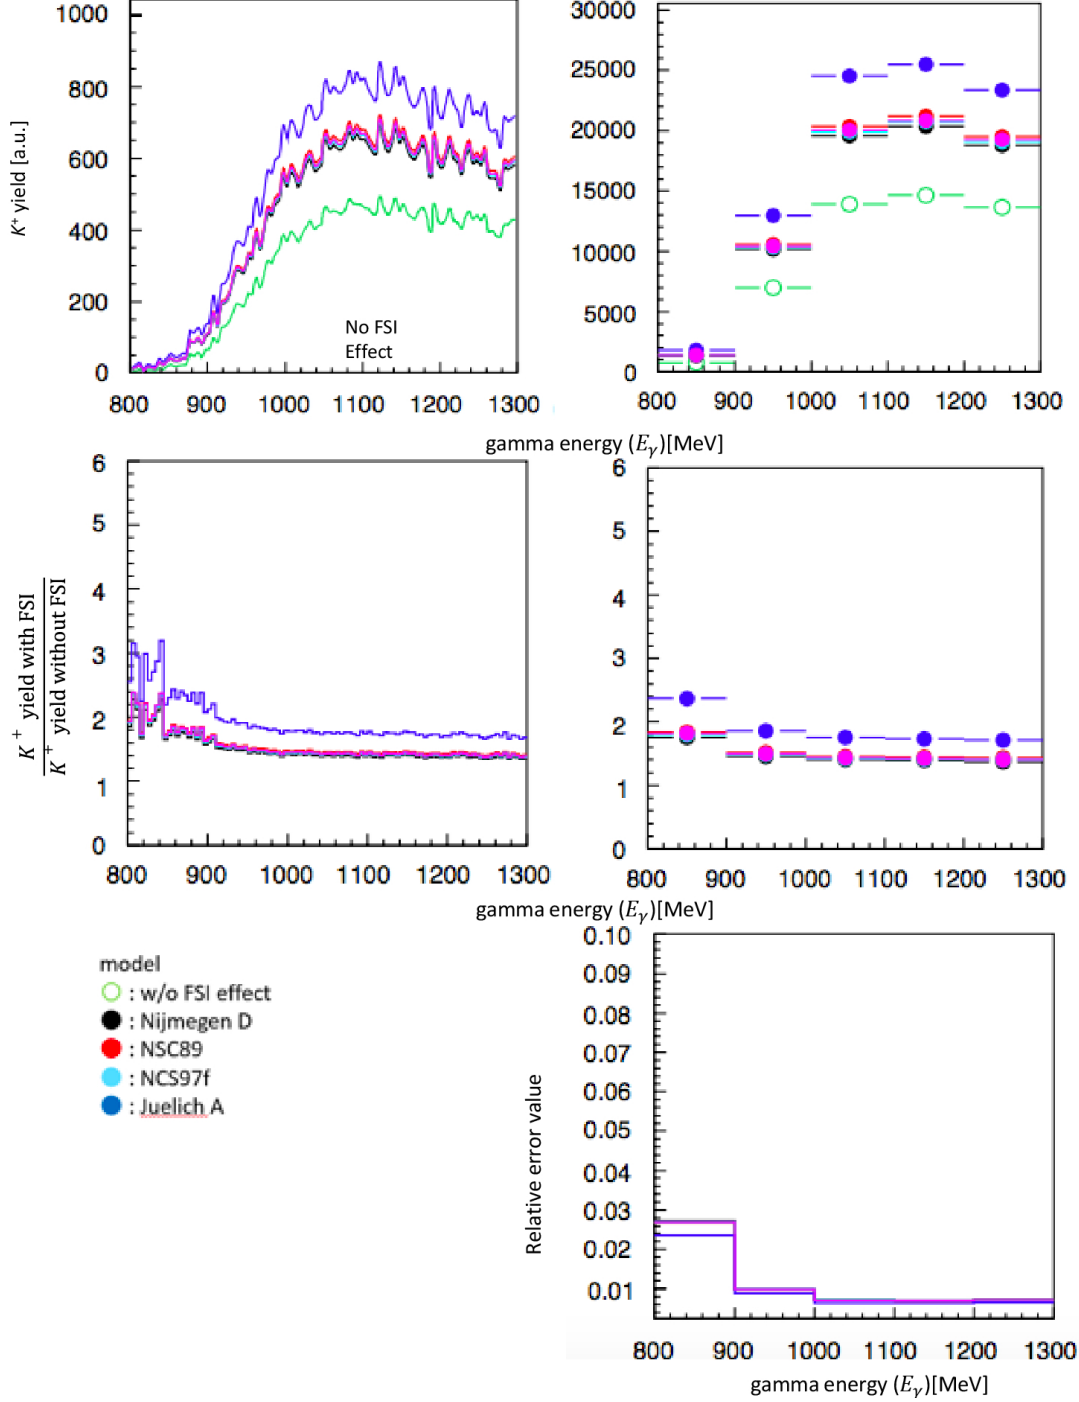 1000
800
600
400
200
0
K⁺ yield [a.u.]
No FSI
Effect
800 900 1000 1100 1200 1300
30000
25000
20000
15000
10000
5000
0
800 900 1000 1100 1200 1300
gamma energy (Eγ)[MeV]
6
5
4
3
2
1
0
K⁺ yield with FSI
K⁺ yield without FSI
800 900 1000 1100 1200 1300
6
5
4
3
2
1
0
800 900 1000 1100 1200 1300
gamma energy (Eγ)[MeV]
model
: w/o FSI effect
: Nijmegen D
: NSC89
: NCS97f
: Juelich A
0.10
0.09
0.08
0.07
0.06
0.05
0.04
0.03
0.02
0.01
Relative error value
800 900 1000 1100 1200 1300
gamma energy (Eγ)[MeV]